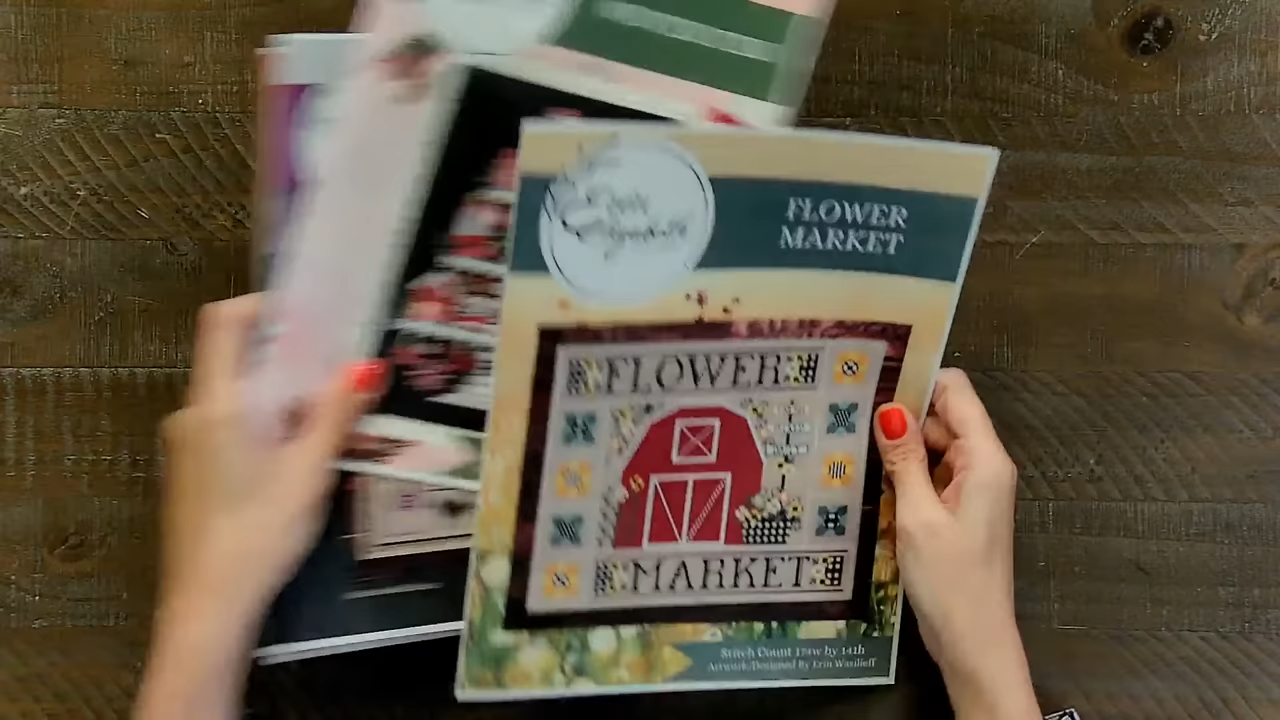 FLOWER
MARKET
FLOWER
MARKET
Stitch Count 174w by 14th
Artwork/Designed By Erin Wasilieff